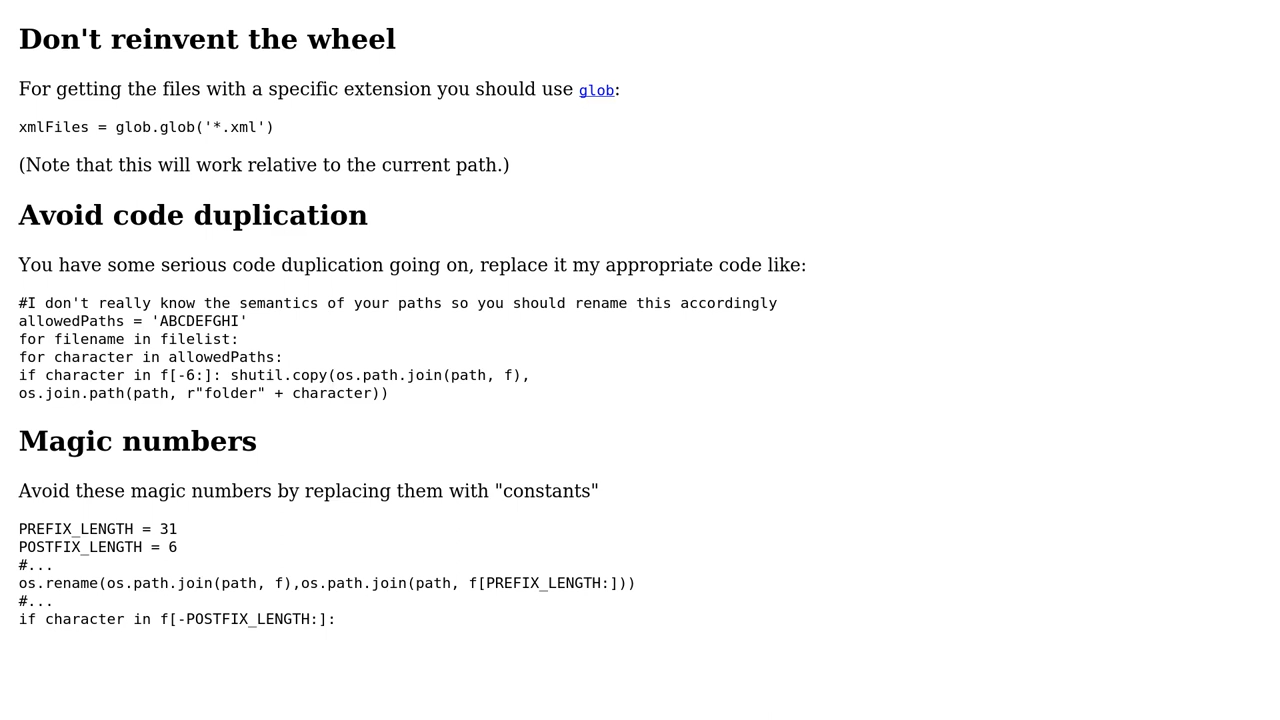 Don't reinvent the wheel
For getting the files with a specific extension you should use glob:
xmlFiles = glob.glob('*.xml')
(Note that this will work relative to the current path.)
Avoid code duplication
You have some serious code duplication going on, replace it my appropriate code like:
#I don't really know the semantics of your paths so you should rename this accordingly
allowedPaths = 'ABCDEFGHI'
for filename in filelist:
for character in allowedPaths:
if character in f[-6:]: shutil.copy(os.path.join(path, f),
os.join.path(path, r"folder" + character))
Magic numbers
Avoid these magic numbers by replacing them with "constants"
PREFIX_LENGTH = 31
POSTFIX_LENGTH = 6
#...
os.rename(os.path.join(path, f),os.path.join(path, f[PREFIX_LENGTH:]))
#...
if character in f[-POSTFIX_LENGTH:]: